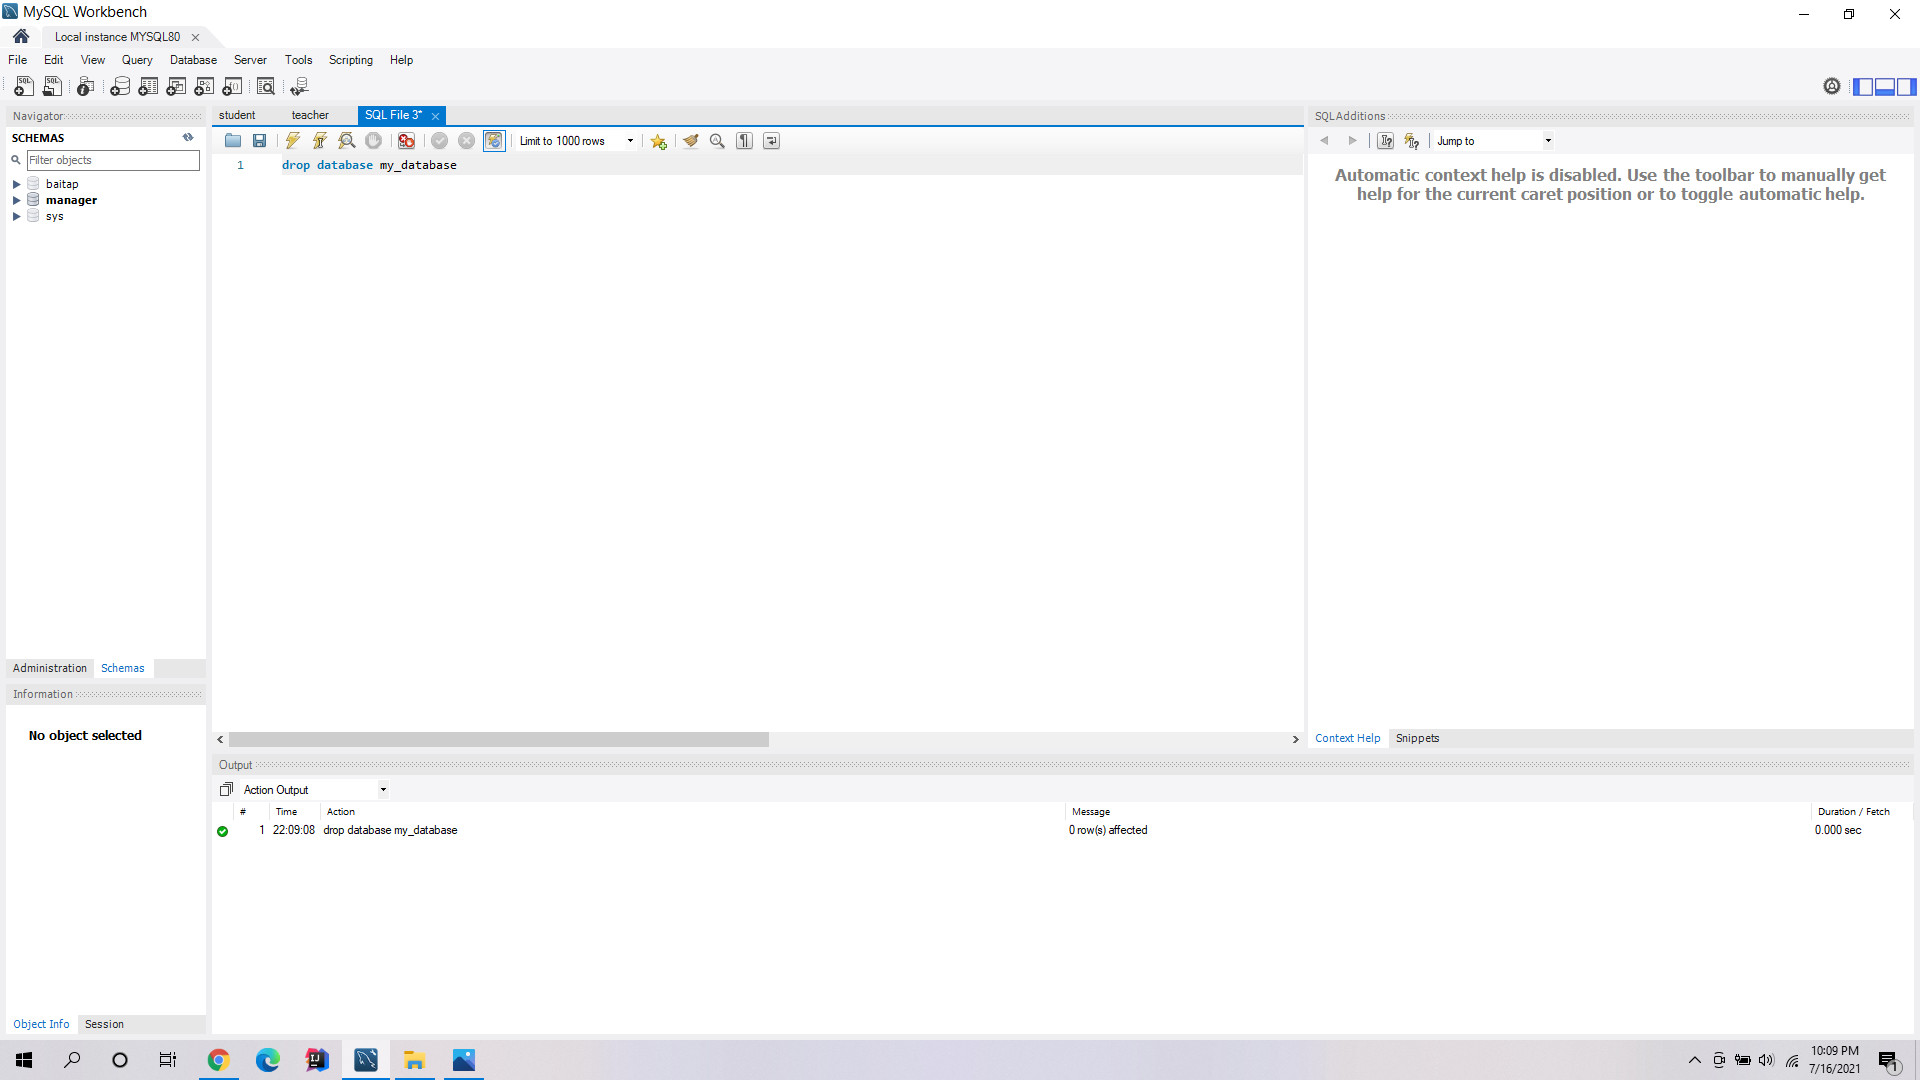 MySQL Workbench
Local instance MYSQL80
File Edit View Query Database Server Tools Scripting Help
Navigator
SCHEMAS
Filter objects
baitap
manager
sys
Administration Schemas
Information
No object selected
Object Info Session
student teacher SQL File 3*
Limit to 1000 rows
1 drop database my_database
SQLAdditions
Jump to
Automatic context help is disabled. Use the toolbar to manually get
help for the current caret position or to toggle automatic help.
Context Help Snippets
Output
Action Output
# Time Action Message Duration / Fetch
1 22:09:08 drop database my_database 0 row(s) affected 0.000 sec
10:09 PM
7/16/2021
1